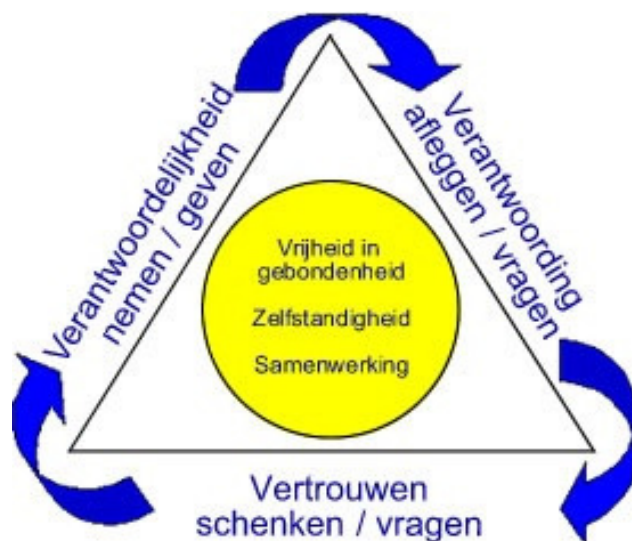 Verantwoordelijkheid
nemen / geven
Verantwoording
afleggen / vragen
Vrijheid in
gebondenheid
Zelfstandigheid
Samenwerking
Vertrouwen
schenken / vragen